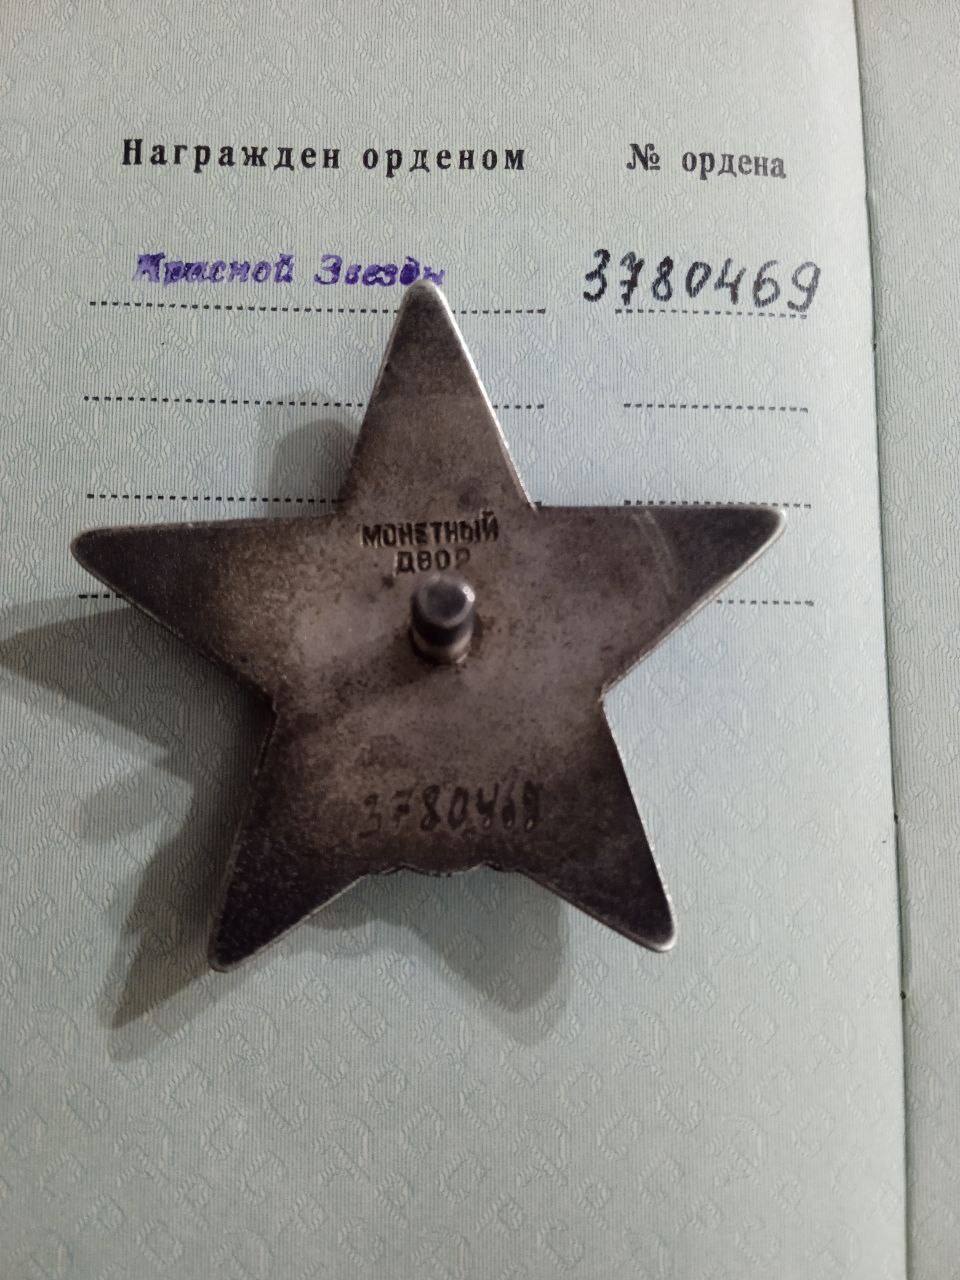 Награжден орденом № ордена
Красной Звезды 3780469
МОНЕТНЫЙ
ДВОР
3780469